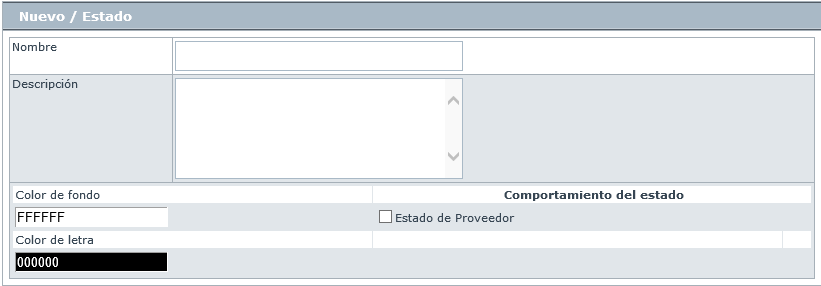 Nuevo / Estado
Nombre
Descripción
Color de fondo
Comportamiento del estado
FFFFFF
Estado de Proveedor
Color de letra
000000